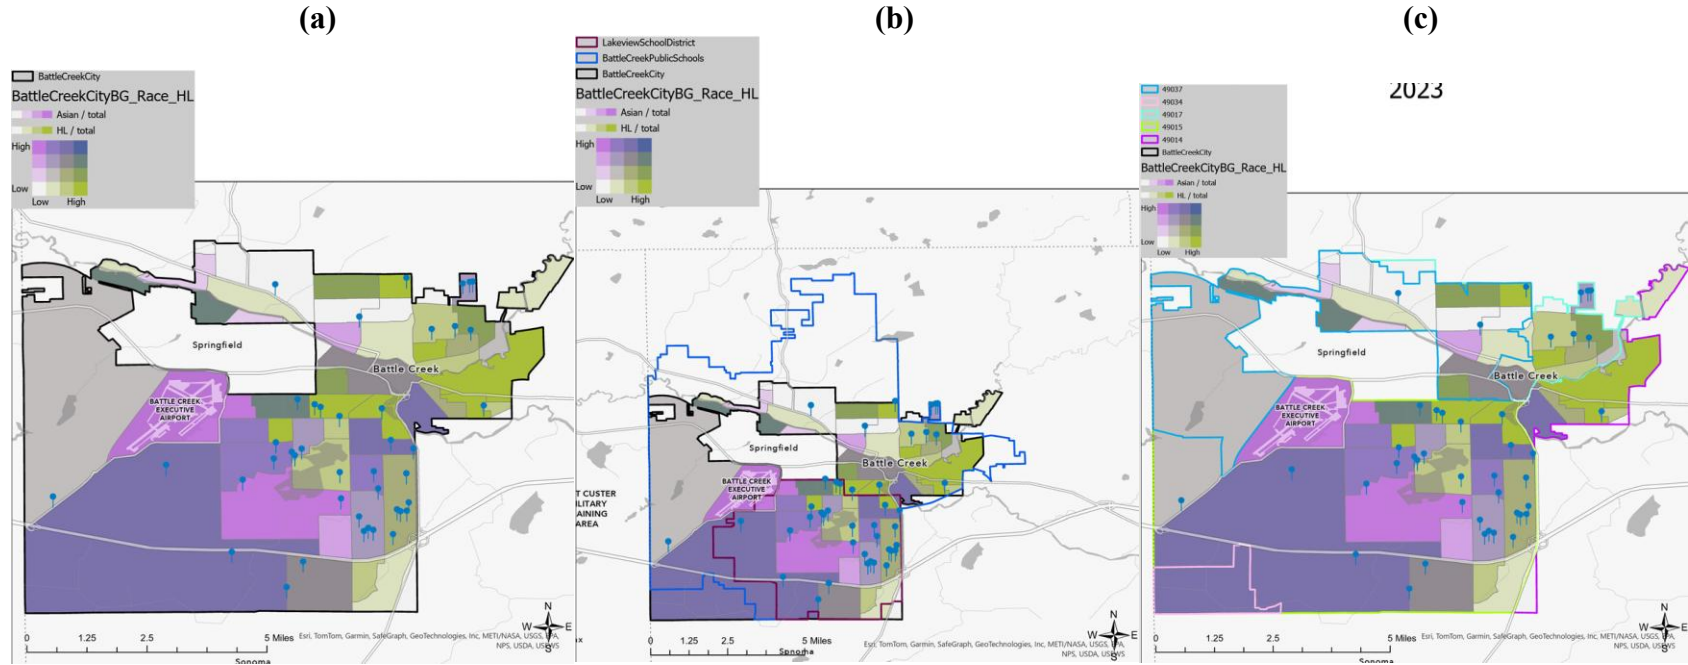 (a)
BattleCreekCity
BattleCreekCityBG_Race_HL
Asian / total
HL / total
High
Low
Low High
Springfield
Battle Creek
BATTLE CREEK
EXECUTIVE
AIRPORT
N
W E
S
0 1.25 2.5 5 Miles
Esri, TomTom, Garmin, SafeGraph, GeoTechnologies, Inc, METI/NASA, USGS, EPA,
NPS, USDA, USFWS
Sonoma
(b)
LakeviewSchoolDistrict
BattleCreekPublicSchools
BattleCreekCity
BattleCreekCityBG_Race_HL
Asian / total
HL / total
High
Low
Low High
Springfield
Battle Creek
BATTLE CREEK
EXECUTIVE
AIRPORT
T CUSTER
ILITARY
AINING
AREA
N
W E
S
0 1.25 2.5 5 Miles
Esri, TomTom, Garmin, SafeGraph, GeoTechnologies, Inc, METI/NASA, USGS, EPA,
NPS, USDA, USFWS
Sonoma
(c)
2023
49037
49034
49017
49015
49014
BattleCreekCity
BattleCreekCityBG_Race_HL
Asian / total
HL / total
High
Low
Low High
Springfield
Battle Creek
BATTLE CREEK
EXECUTIVE
AIRPORT
N
W E
S
0 1.25 2.5 5 Miles
Esri, TomTom, Garmin, SafeGraph, GeoTechnologies, Inc, METI/NASA, USGS, EPA,
NPS, USDA, USFWS
Sonoma